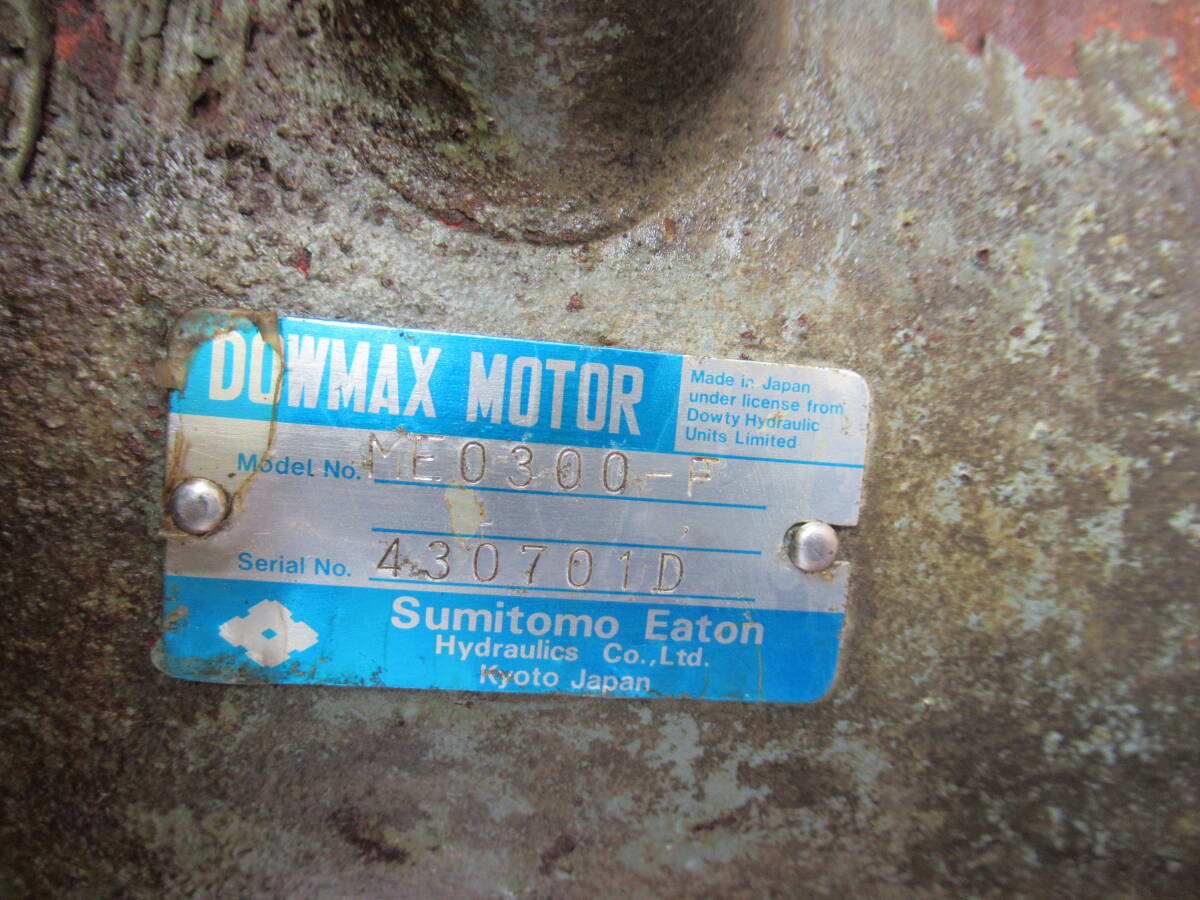 DOWMAX MOTOR
Made in Japan
under license from
Dowty Hydraulic
Units Limited
Model No. ME0300-F
Serial No. 430701D
Sumitomo Eaton
Hydraulics Co.,Ltd.
Kyoto Japan